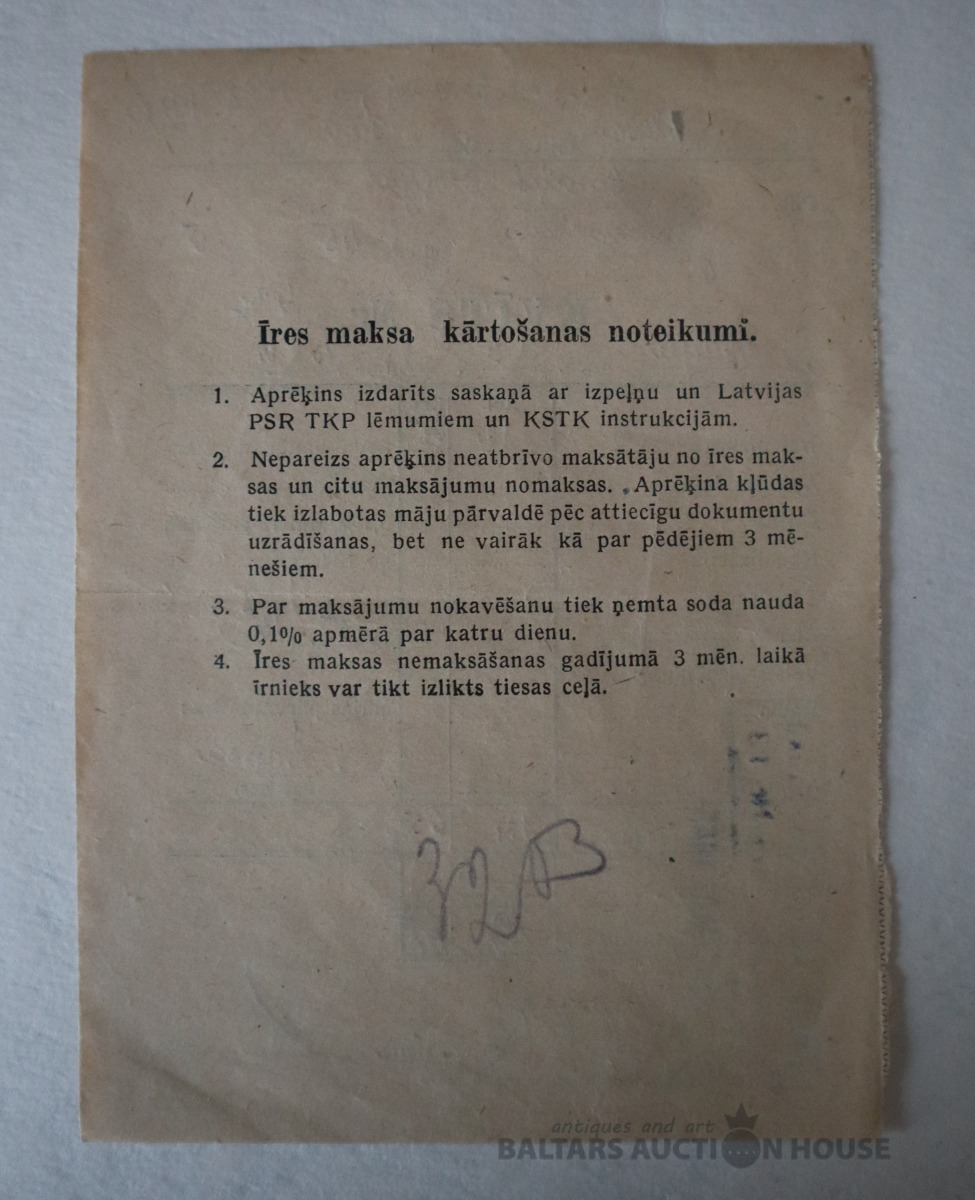 Īres maksa kārtošanas noteikumi.
1. Aprēķins izdarīts saskaņā ar izpeļņu un Latvijas
PSR TKP lēmumiem un KSTK instrukcijām.
2. Nepareizs aprēķins neatbrīvo maksātāju no īres mak-
sas un citu maksājumu nomaksas. Aprēķina kļūdas
tiek izlabotas māju pārvaldē pēc attiecīgu dokumentu
uzrādīšanas, bet ne vairāk kā par pēdējiem 3 mē-
nešiem.
3. Par maksājumu nokavēšanu tiek ņemta soda nauda
0,1% apmērā par katru dienu.
4. Īres maksas nemaksāšanas gadījumā 3 mēn. laikā
īrnieks var tikt izlikts tiesas ceļā.
antiques and art
BALTARS AUCTION HOUSE